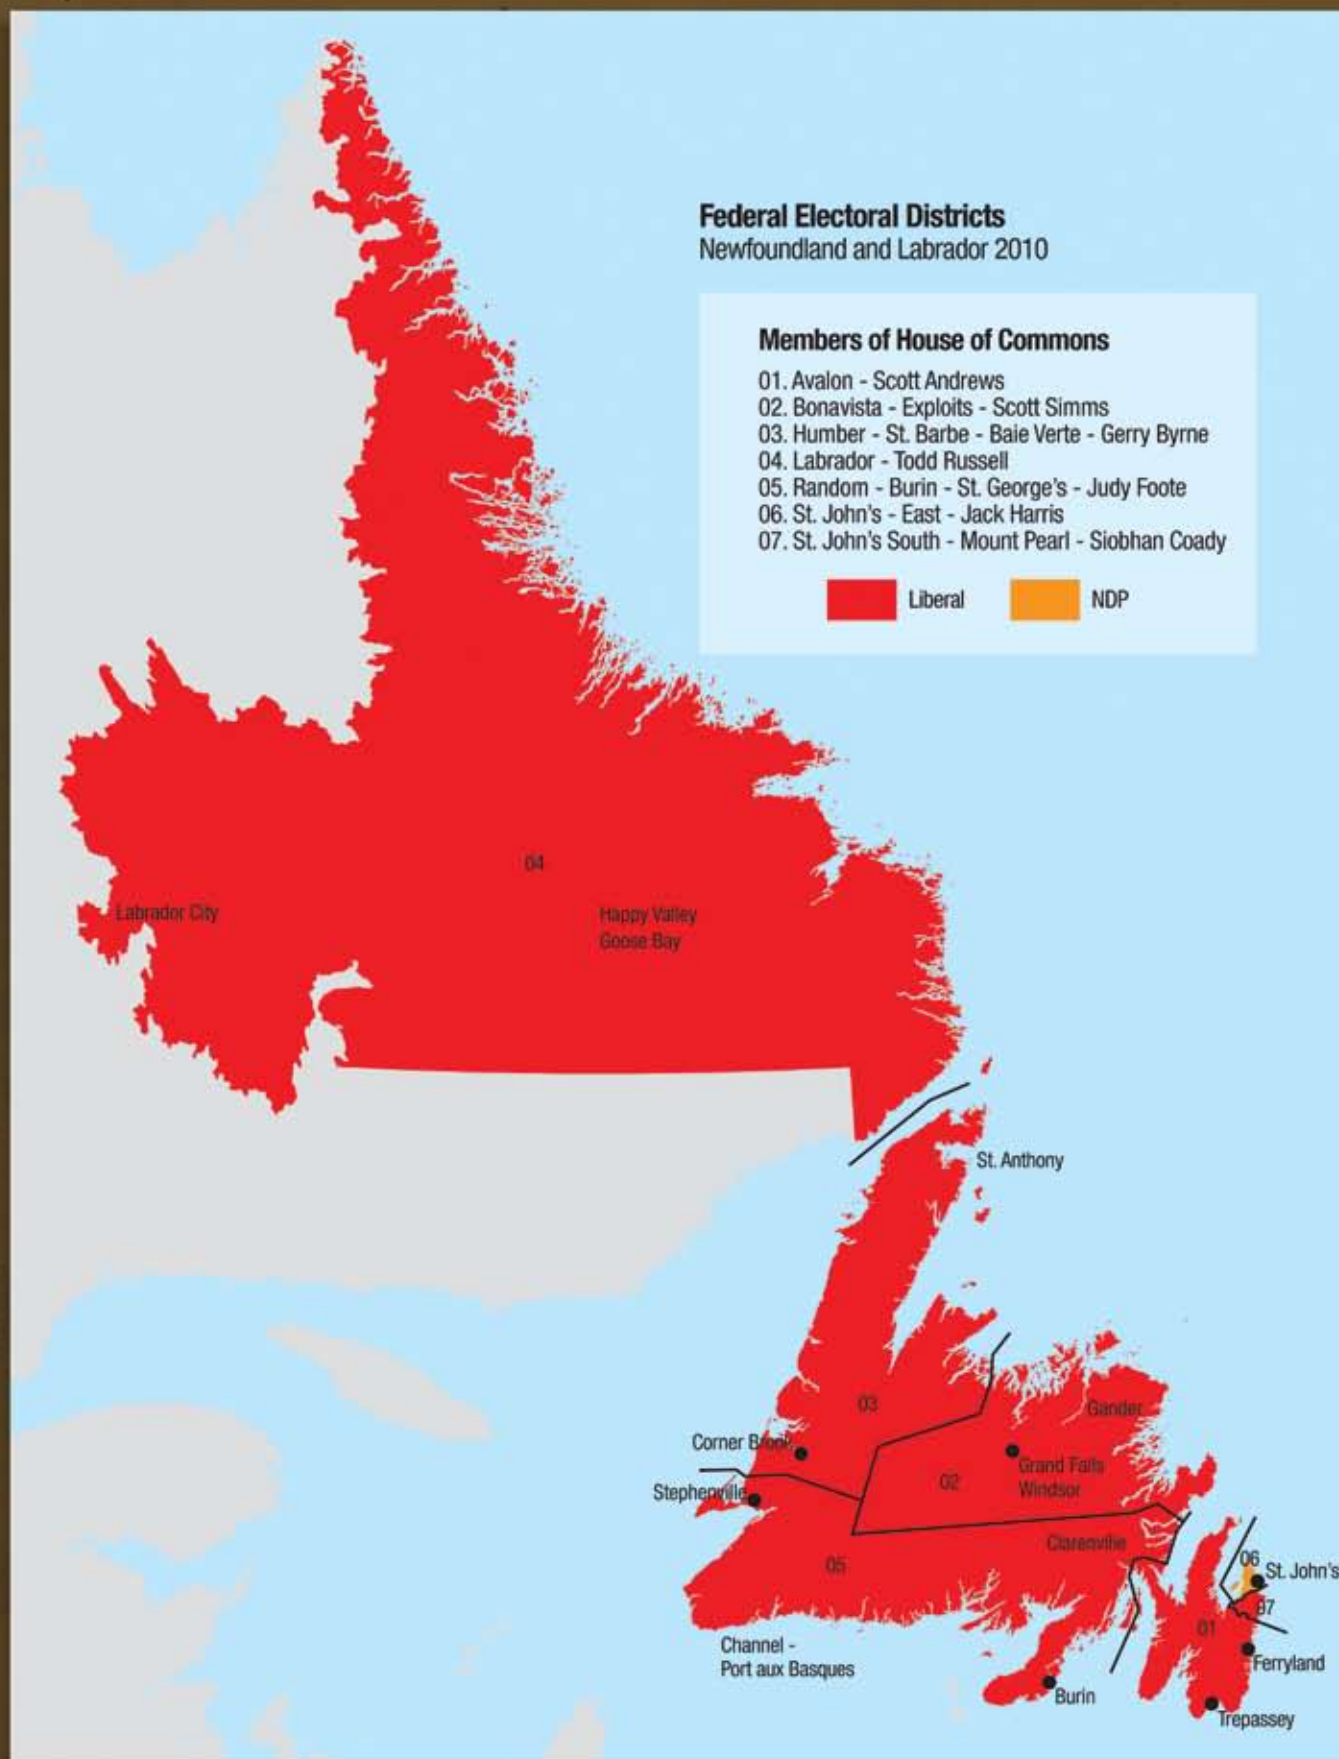 Federal Electoral Districts
Newfoundland and Labrador 2010
Members of House of Commons
01. Avalon - Scott Andrews
02. Bonavista - Exploits - Scott Simms
03. Humber - St. Barbe - Baie Verte - Gerry Byrne
04. Labrador - Todd Russell
05. Random - Burin - St. George's - Judy Foote
06. St. John's - East - Jack Harris
07. St. John's South - Mount Pearl - Siobhan Coady
Liberal
NDP
04
Labrador City
Happy Valley
Goose Bay
St. Anthony
03
Gander
Corner Brook
Grand Falls
Windsor
02
Stephenville
Clarenville
05
06
St. John's
07
01
Channel -
Port aux Basques
Ferryland
Burin
Trepassey